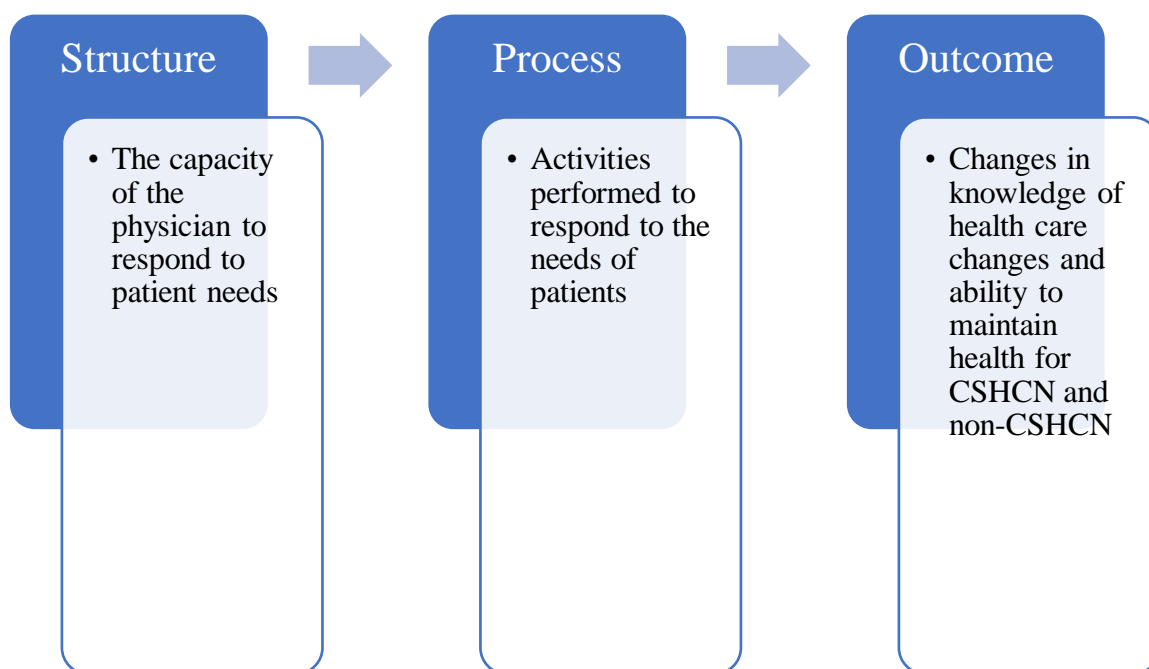 Structure
• The capacity
of the
physician to
respond to
patient needs
Process
• Activities
performed to
respond to the
needs of
patients
Outcome
• Changes in
knowledge of
health care
changes and
ability to
maintain
health for
CSHCN and
non-CSHCN